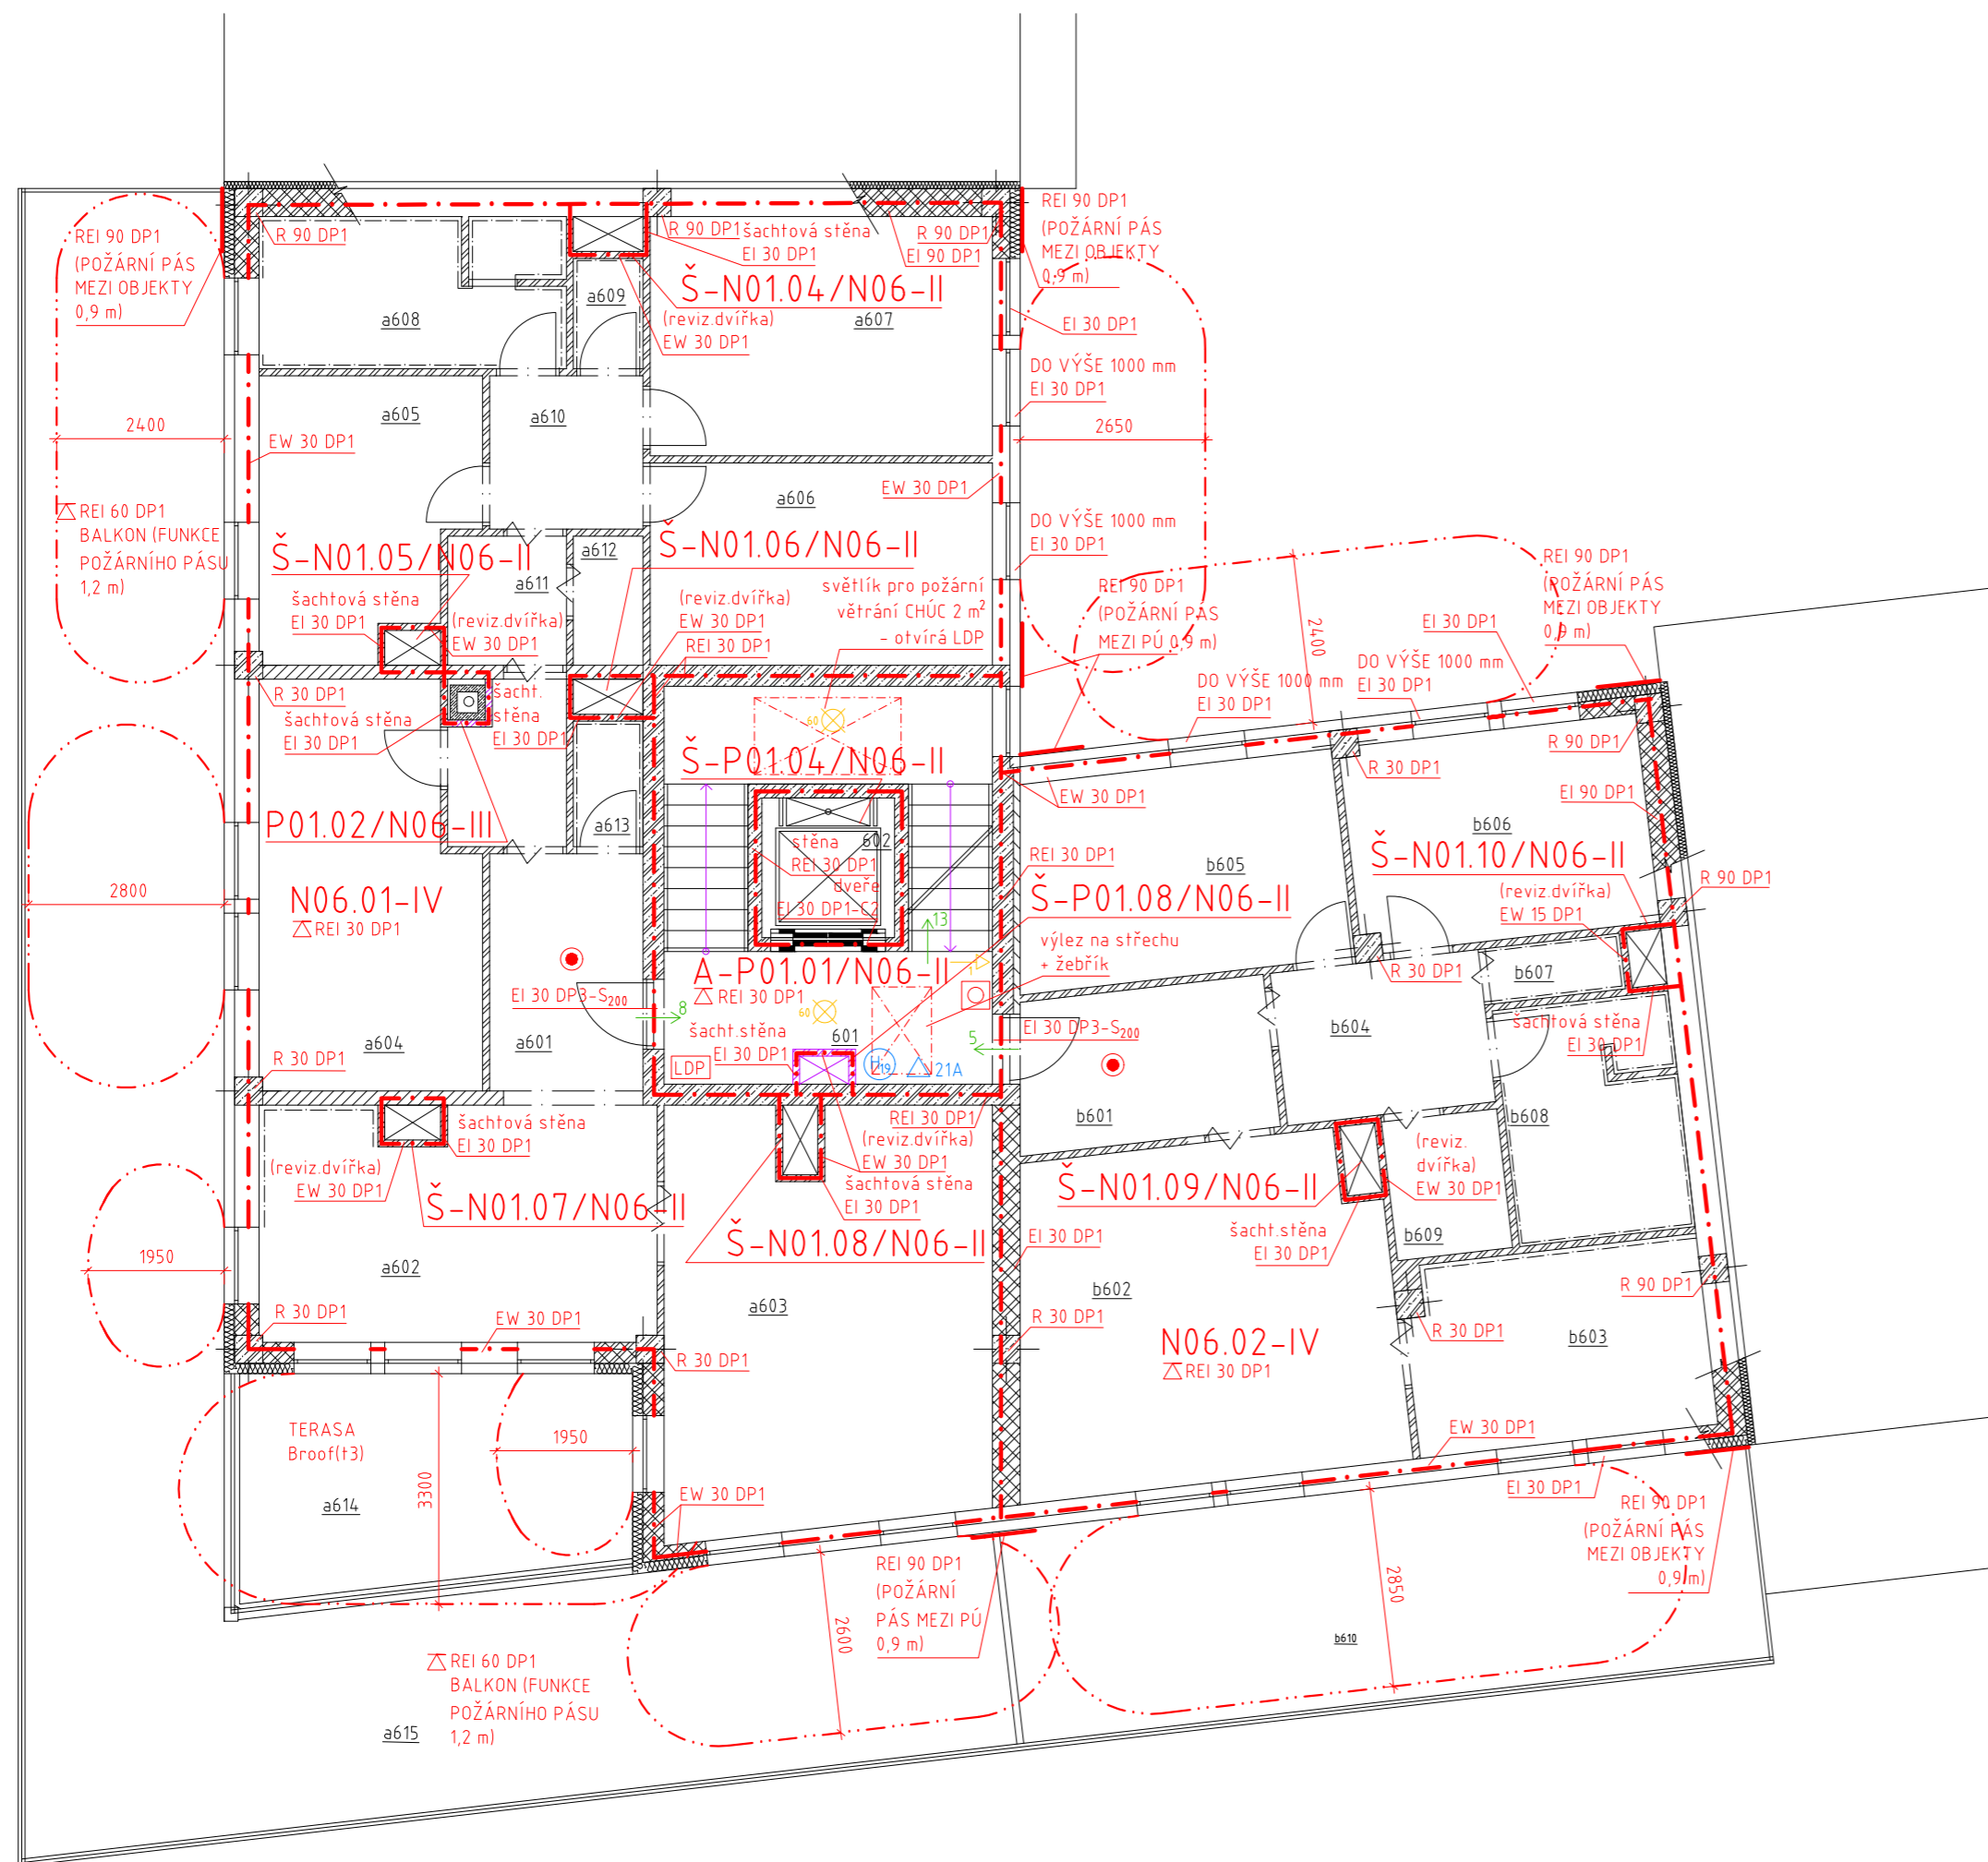 REI 90 DP1
(POŽÁRNÍ PÁS
MEZI OBJEKTY
0,9 m)
R 90 DP1
R 90 DP1
šachtová stěna
EI 30 DP1
R 90 DP1
EI 90 DP1
REI 90 DP1
(POŽÁRNÍ PÁS
MEZI OBJEKTY
0,9 m)
Š-N01.04/N06-II
(reviz.dvířka)
EW 30 DP1
a608
a609
a607
EI 30 DP1
DO VÝŠE 1000 mm
EI 30 DP1
2400
a605
a610
EW 30 DP1
2650
EW 30 DP1
a606
REI 60 DP1
BALKON (FUNKCE
POŽÁRNÍHO PÁSU
1,2 m)
Š-N01.05/N06-II
a612
Š-N01.06/N06-II
DO VÝŠE 1000 mm
EI 30 DP1
a611
šachtová stěna
EI 30 DP1
(reviz.dvířka)
EW 30 DP1
(reviz.dvířka)
EW 30 DP1
REI 30 DP1
světlík pro požární
větrání CHÚC 2 m²
- otvírá LDP
REI 90 DP1
(POŽÁRNÍ PÁS
MEZI PÚ 0,9 m)
2400
REI 90 DP1
(POŽÁRNÍ PÁS
MEZI OBJEKTY
0,9 m)
EI 30 DP1
DO VÝŠE 1000 mm
EI 30 DP1
DO VÝŠE 1000 mm
EI 30 DP1
R 30 DP1
šachtová stěna
EI 30 DP1
šacht.
stěna
EI 30 DP1
60
Š-P01.04/N06-II
R 90 DP1
R 30 DP1
EW 30 DP1
EI 90 DP1
P01.02/N06-III
a613
stěna
REI 30 DP1
602
dveře
EI 30 DP1-C2
REI 30 DP1
b605
b606
Š-N01.10/N06-II
(reviz.dvířka)
EW 15 DP1
R 90 DP1
2800
N06.01-IV
REI 30 DP1
13
Š-P01.08/N06-II
výlez na střechu
+ žebřík
R 30 DP1
b607
A-P01.01/N06-II
REI 30 DP1
60
1
EI 30 DP3-S200
8
601
EI 30 DP3-S200
5
b604
šachtová stěna
EI 30 DP1
a604
a601
R 30 DP1
šacht.stěna
EI 30 DP1
LDP
H19
21A
b601
b608
šachtová stěna
EI 30 DP1
REI 30 DP1
(reviz.dvířka)
EW 30 DP1
šachtová stěna
EI 30 DP1
(reviz.
dvířka)
EW 30 DP1
(reviz.dvířka)
EW 30 DP1
Š-N01.07/N06-II
Š-N01.08/N06-II
Š-N01.09/N06-II
šacht.stěna
EI 30 DP1
b609
EI 30 DP1
1950
a602
a603
b602
R 90 DP1
R 30 DP1
EW 30 DP1
R 30 DP1
R 30 DP1
N06.02-IV
REI 30 DP1
R 30 DP1
b603
TERASA
Broof(t3)
1950
3300
a614
EW 30 DP1
EW 30 DP1
EI 30 DP1
REI 90 DP1
(POŽÁRNÍ PÁS
MEZI OBJEKTY
0,9 m)
REI 90 DP1
(POŽÁRNÍ
PÁS MEZI PÚ
0,9 m)
2600
2850
b610
REI 60 DP1
BALKON (FUNKCE
POŽÁRNÍHO PÁSU
1,2 m)
a615